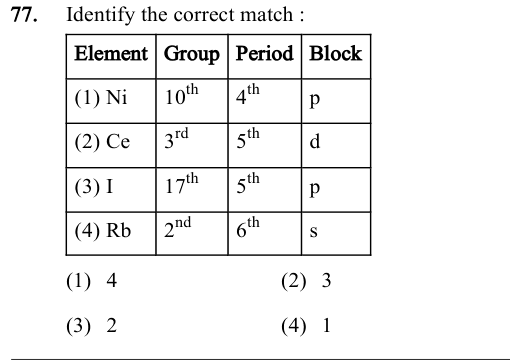 77. Identify the correct match :
Element Group Period Block
(1) Ni 10th 4th p
(2) Ce 3rd 5th d
(3) I 17th 5th p
(4) Rb 2nd 6th s
(1) 4 (2) 3
(3) 2 (4) 1